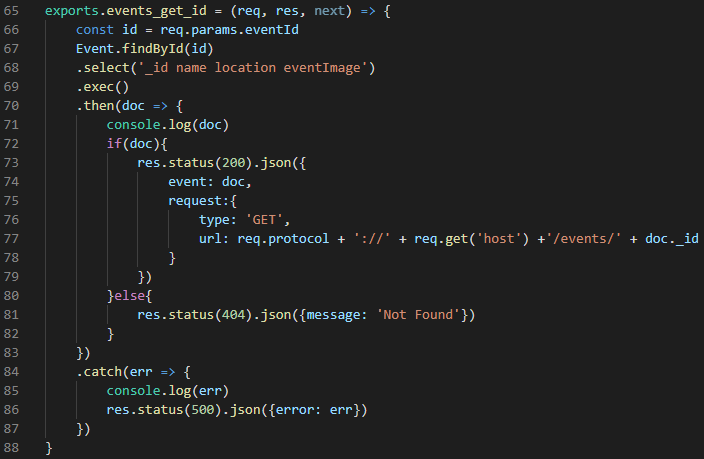 65 exports.events_get_id = (req, res, next) => {
66     const id = req.params.eventId
67     Event.findById(id)
68     .select('_id name location eventImage')
69     .exec()
70     .then(doc => {
71         console.log(doc)
72         if(doc){
73             res.status(200).json({
74                 event: doc,
75                 request:{
76                     type: 'GET',
77                     url: req.protocol + '://' + req.get('host') +'/events/' + doc._id
78                 }
79             })
80         }else{
81             res.status(404).json({message: 'Not Found'})
82         }
83     })
84     .catch(err => {
85         console.log(err)
86         res.status(500).json({error: err})
87     })
88 }